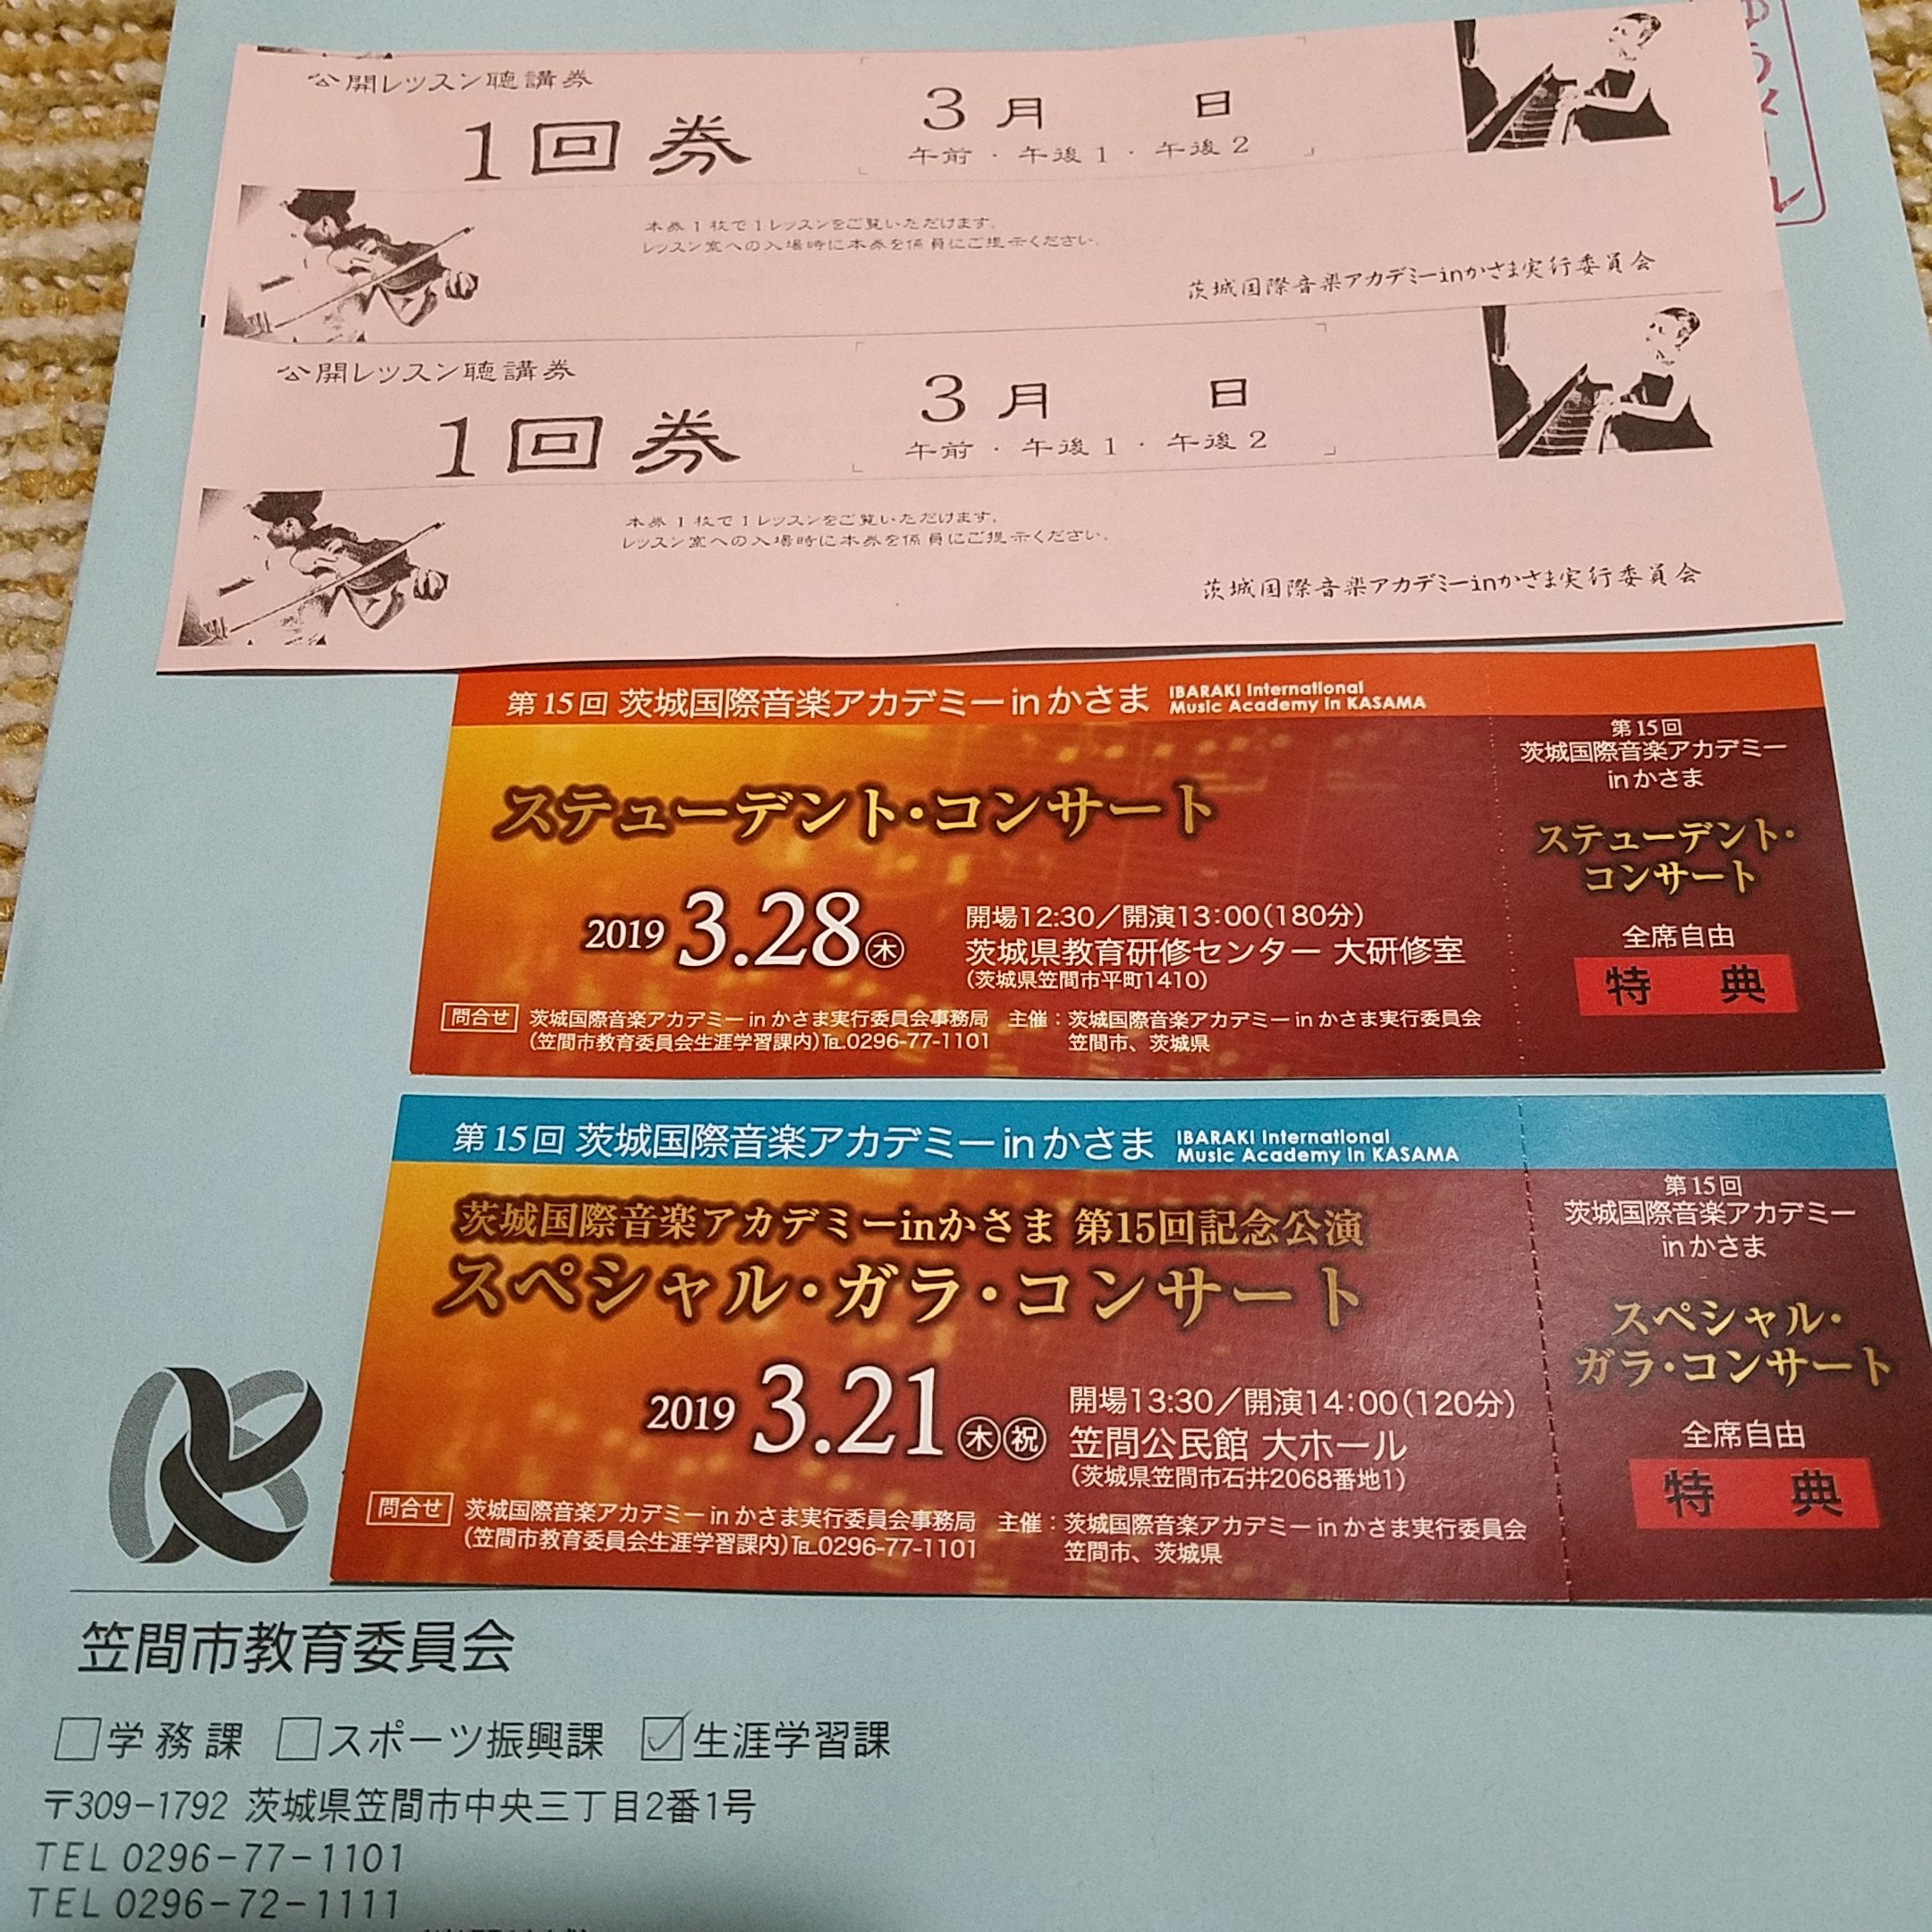 公開レッスン聴講券
1回券
3月 日
午前・午後1・午後2
本券1枚で1レッスンをご覧いただけます。
レッスン室への入場時に本券を係員にご提示ください。
茨城国際音楽アカデミーinかさま実行委員会
公開レッスン聴講券
1回券
3月 日
午前・午後1・午後2
本券1枚で1レッスンをご覧いただけます。
レッスン室への入場時に本券を係員にご提示ください。
茨城国際音楽アカデミーinかさま実行委員会
第15回 茨城国際音楽アカデミー in かさま
IBARAKI International
Music Academy in KASAMA
ステューデント・コンサート
2019 3.28㊍
開場12:30/開演13:00(180分)
茨城県教育研修センター 大研修室
(茨城県笠間市平町1410)
問合せ 茨城国際音楽アカデミー in かさま実行委員会事務局
(笠間市教育委員会生涯学習課内)℡0296-77-1101
主催:茨城国際音楽アカデミー in かさま実行委員会
笠間市、茨城県
第15回
茨城国際音楽アカデミー
in かさま
ステューデント・
コンサート
全席自由
特 典
第15回 茨城国際音楽アカデミー in かさま
IBARAKI International
Music Academy in KASAMA
茨城国際音楽アカデミーinかさま 第15回記念公演
スペシャル・ガラ・コンサート
2019 3.21㊍㊗
開場13:30/開演14:00(120分)
笠間公民館 大ホール
(茨城県笠間市石井2068番地1)
問合せ 茨城国際音楽アカデミー in かさま実行委員会事務局
(笠間市教育委員会生涯学習課内)℡0296-77-1101
主催:茨城国際音楽アカデミー in かさま実行委員会
笠間市、茨城県
第15回
茨城国際音楽アカデミー
in かさま
スペシャル・
ガラ・コンサート
全席自由
特 典
笠間市教育委員会
□学務課 □スポーツ振興課 ☑生涯学習課
〒309-1792 茨城県笠間市中央三丁目2番1号
TEL 0296-77-1101
TEL 0296-72-1111